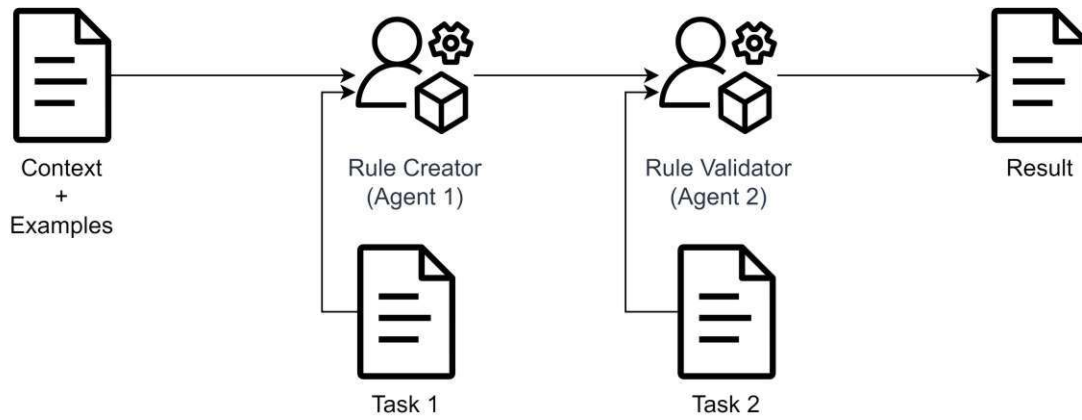 Context
+
Examples
Rule Creator
(Agent 1)
Rule Validator
(Agent 2)
Result
Task 1
Task 2